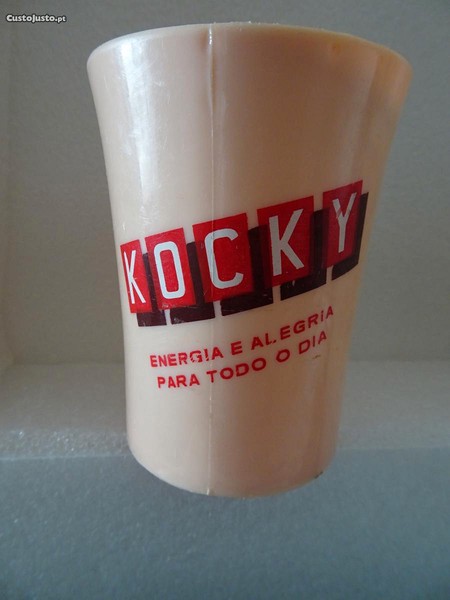 CustoJusto.pt
KOCKY
ENERGIA E ALEGRIA
PARA TODO O DIA